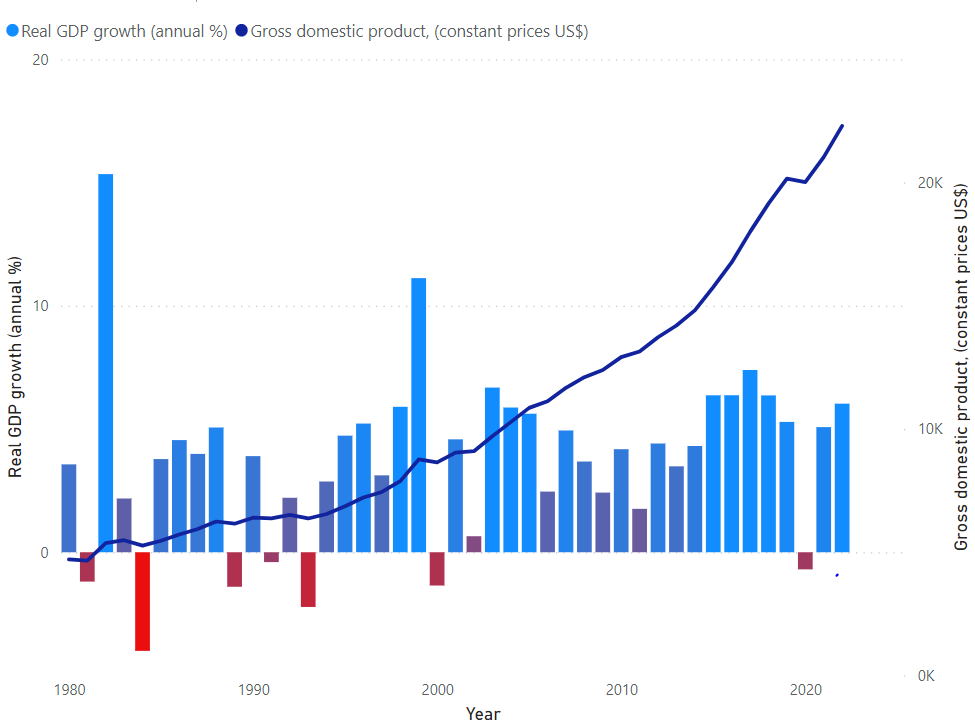 Real GDP growth (annual %) Gross domestic product, (constant prices US$)
20
10
0
Real GDP growth (annual %)
20K
10K
0K
Gross domestic product, (constant prices US$)
1980 1990 2000 2010 2020
Year